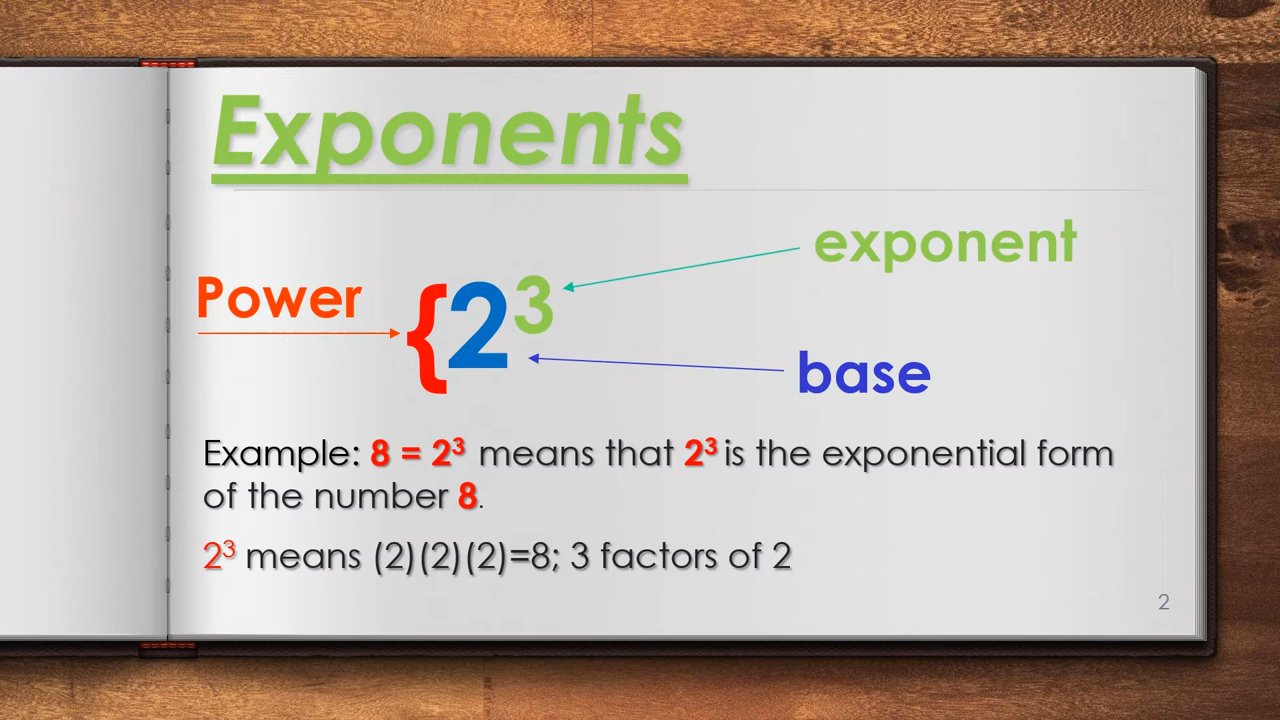 Exponents
exponent
Power
{2³
base
Example: 8 = 2³ means that 2³ is the exponential form
of the number 8.
2³ means (2)(2)(2)=8; 3 factors of 2
2